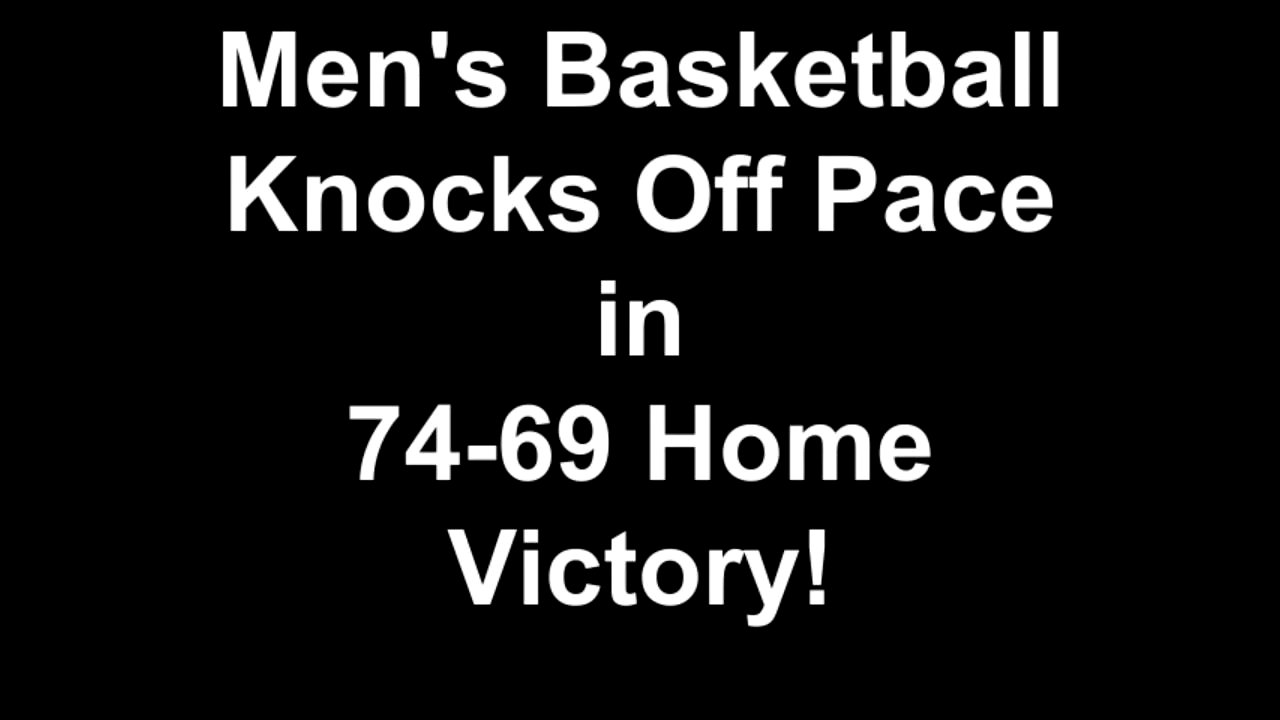 Men's Basketball
Knocks Off Pace
in
74-69 Home
Victory!